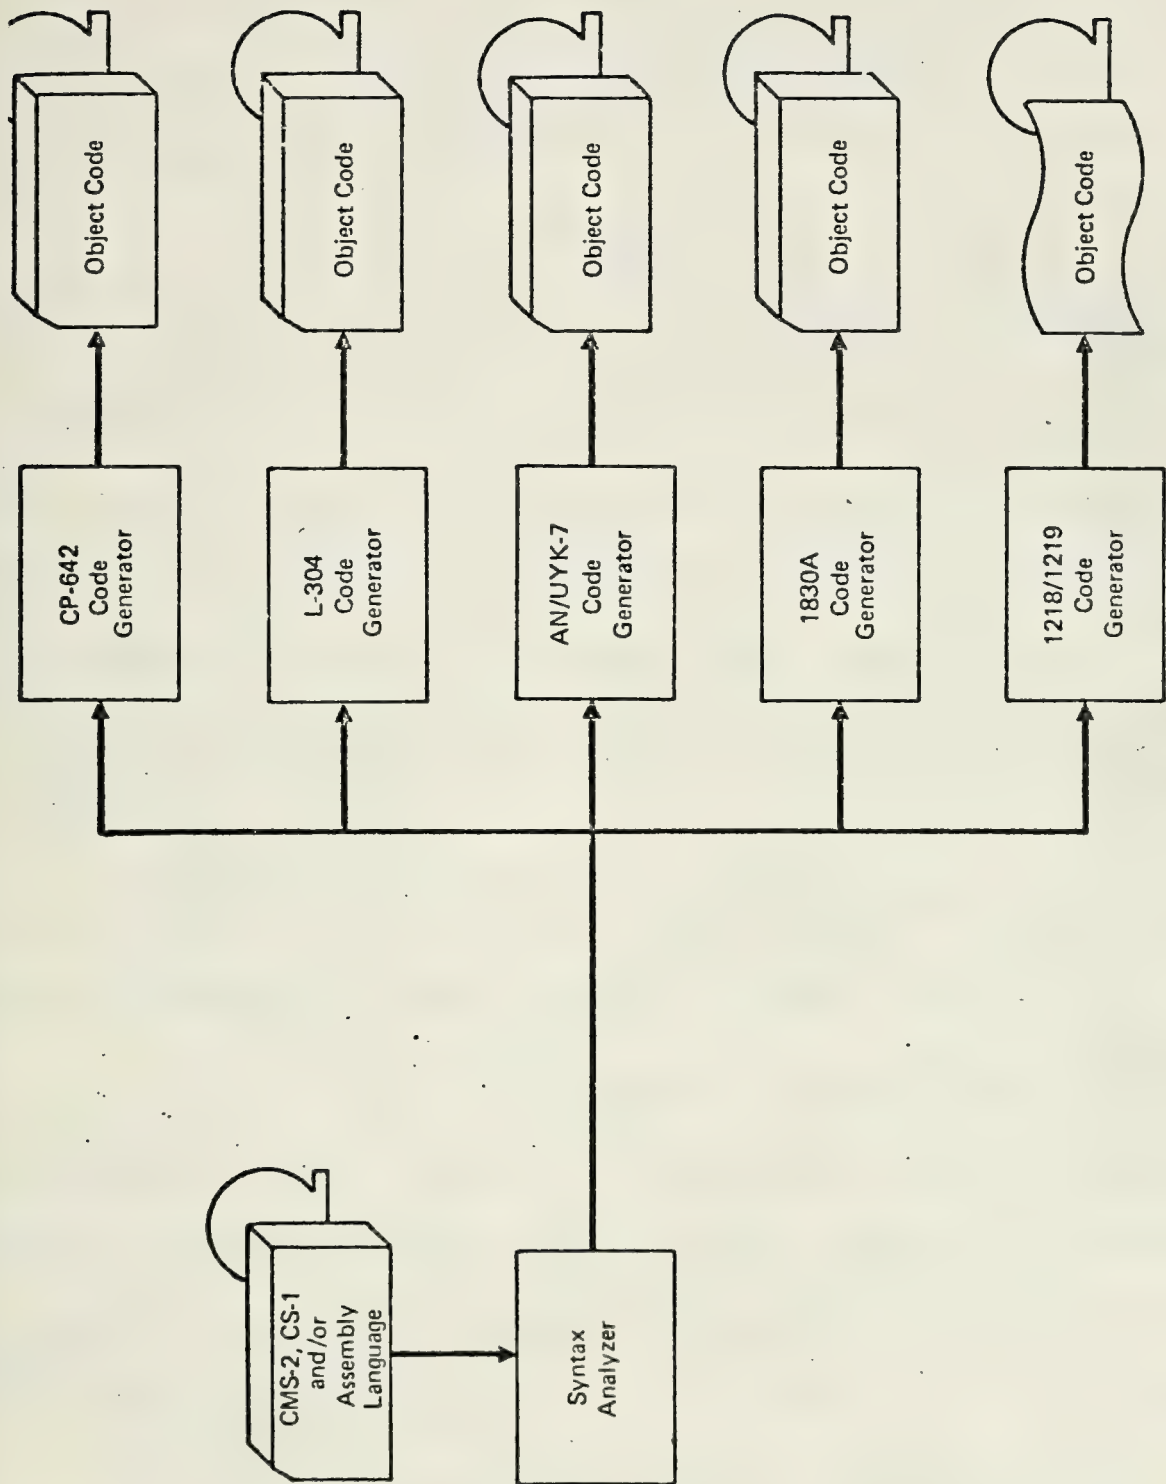 CMS-2, CS-1
and/or
Assembly
Language
Syntax
Analyzer
CP-642
Code
Generator
Object Code
L-304
Code
Generator
Object Code
AN/UYK-7
Code
Generator
Object Code
1830A
Code
Generator
Object Code
1218/1219
Code
Generator
Object Code